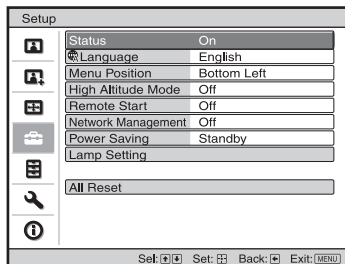 Setup
Status On
Language English
Menu Position Bottom Left
High Altitude Mode Off
Remote Start Off
Network Management Off
Power Saving Standby
Lamp Setting
All Reset
Sel: Set: Back: Exit: MENU